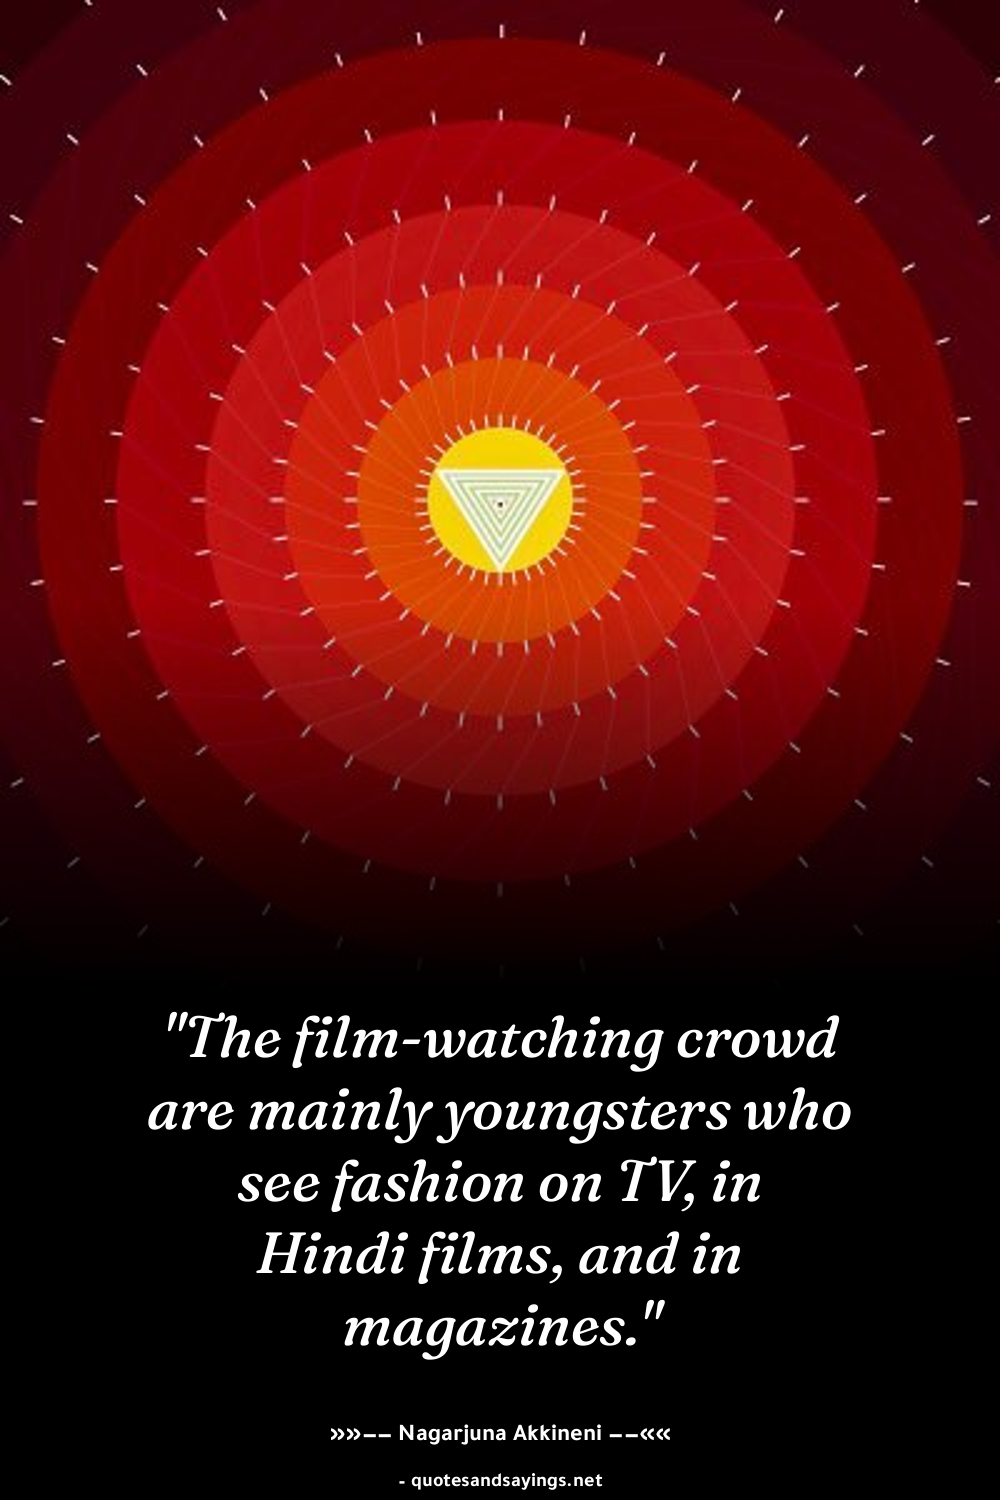 "The film-watching crowd
are mainly youngsters who
see fashion on TV, in
Hindi films, and in
magazines."
»»−− Nagarjuna Akkineni −−««
- quotesandsayings.net